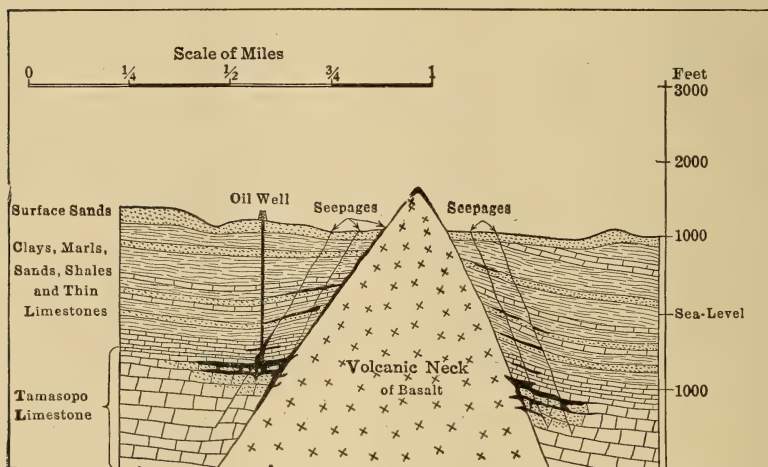 Scale of Miles
0 ¼ ½ ¾ 1
Feet
3000
2000
Oil Well
Seepages
Seepages
Surface Sands
1000
Clays, Marls,
Sands, Shales
and Thin
Limestones
Sea-Level
Volcanic Neck
of Basalt
Tamasopo
Limestone
1000